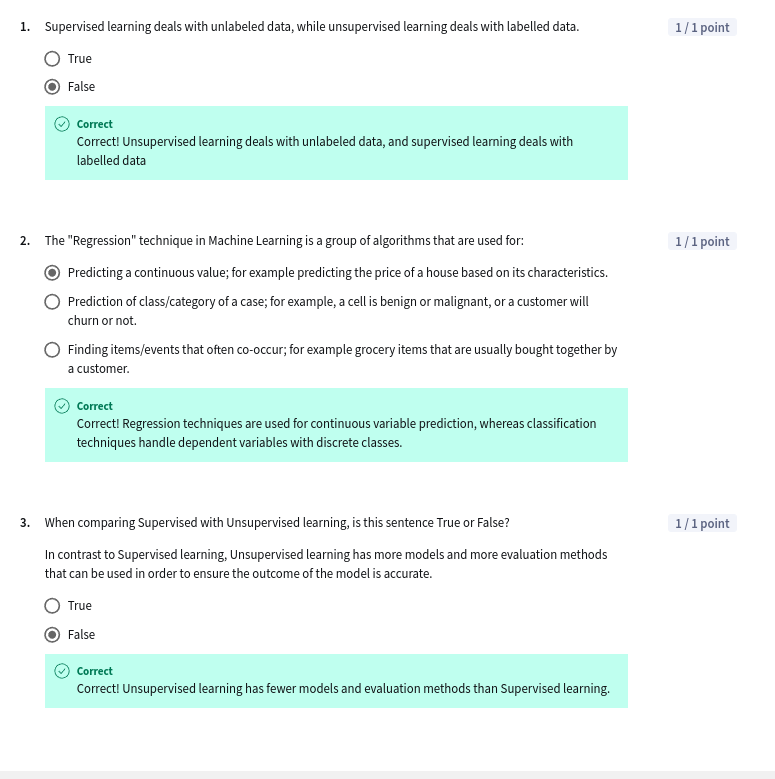 1. Supervised learning deals with unlabeled data, while unsupervised learning deals with labelled data. 1 / 1 point
True
False
Correct
Correct! Unsupervised learning deals with unlabeled data, and supervised learning deals with
labelled data
2. The "Regression" technique in Machine Learning is a group of algorithms that are used for: 1 / 1 point
Predicting a continuous value; for example predicting the price of a house based on its characteristics.
Prediction of class/category of a case; for example, a cell is benign or malignant, or a customer will
churn or not.
Finding items/events that often co-occur; for example grocery items that are usually bought together by
a customer.
Correct
Correct! Regression techniques are used for continuous variable prediction, whereas classification
techniques handle dependent variables with discrete classes.
3. When comparing Supervised with Unsupervised learning, is this sentence True or False? 1 / 1 point
In contrast to Supervised learning, Unsupervised learning has more models and more evaluation methods
that can be used in order to ensure the outcome of the model is accurate.
True
False
Correct
Correct! Unsupervised learning has fewer models and evaluation methods than Supervised learning.